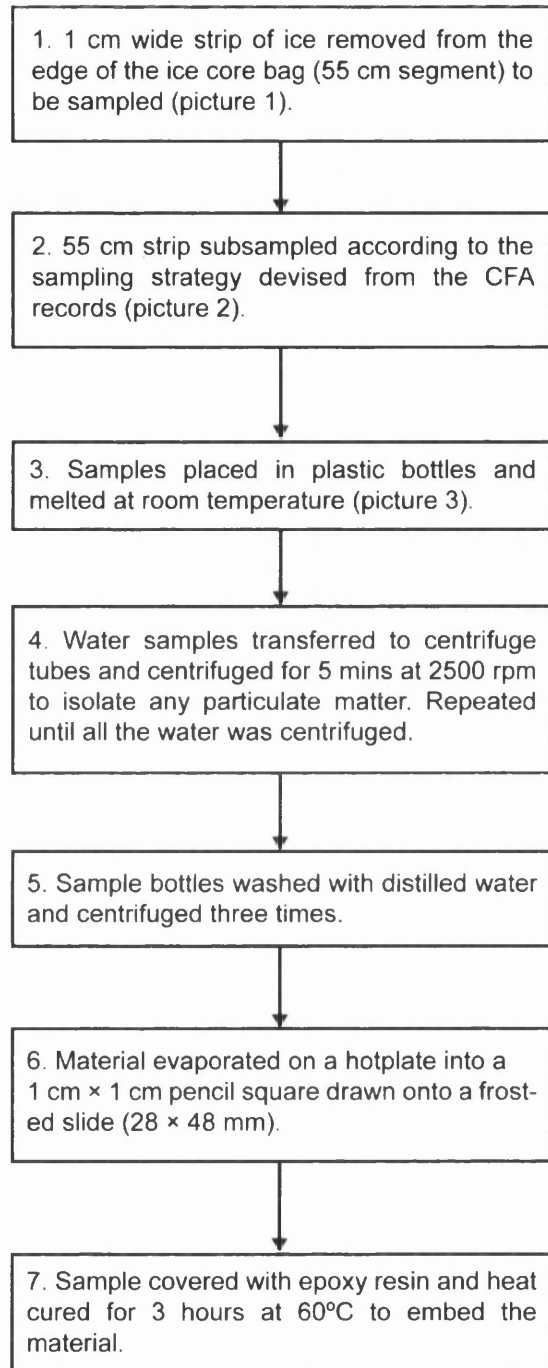 1. 1 cm wide strip of ice removed from the
edge of the ice core bag (55 cm segment) to
be sampled (picture 1).
2. 55 cm strip subsampled according to the
sampling strategy devised from the CFA
records (picture 2).
3. Samples placed in plastic bottles and
melted at room temperature (picture 3).
4. Water samples transferred to centrifuge
tubes and centrifuged for 5 mins at 2500 rpm
to isolate any particulate matter. Repeated
until all the water was centrifuged.
5. Sample bottles washed with distilled water
and centrifuged three times.
6. Material evaporated on a hotplate into a
1 cm × 1 cm pencil square drawn onto a frost-
ed slide (28 × 48 mm).
7. Sample covered with epoxy resin and heat
cured for 3 hours at 60ºC to embed the
material.